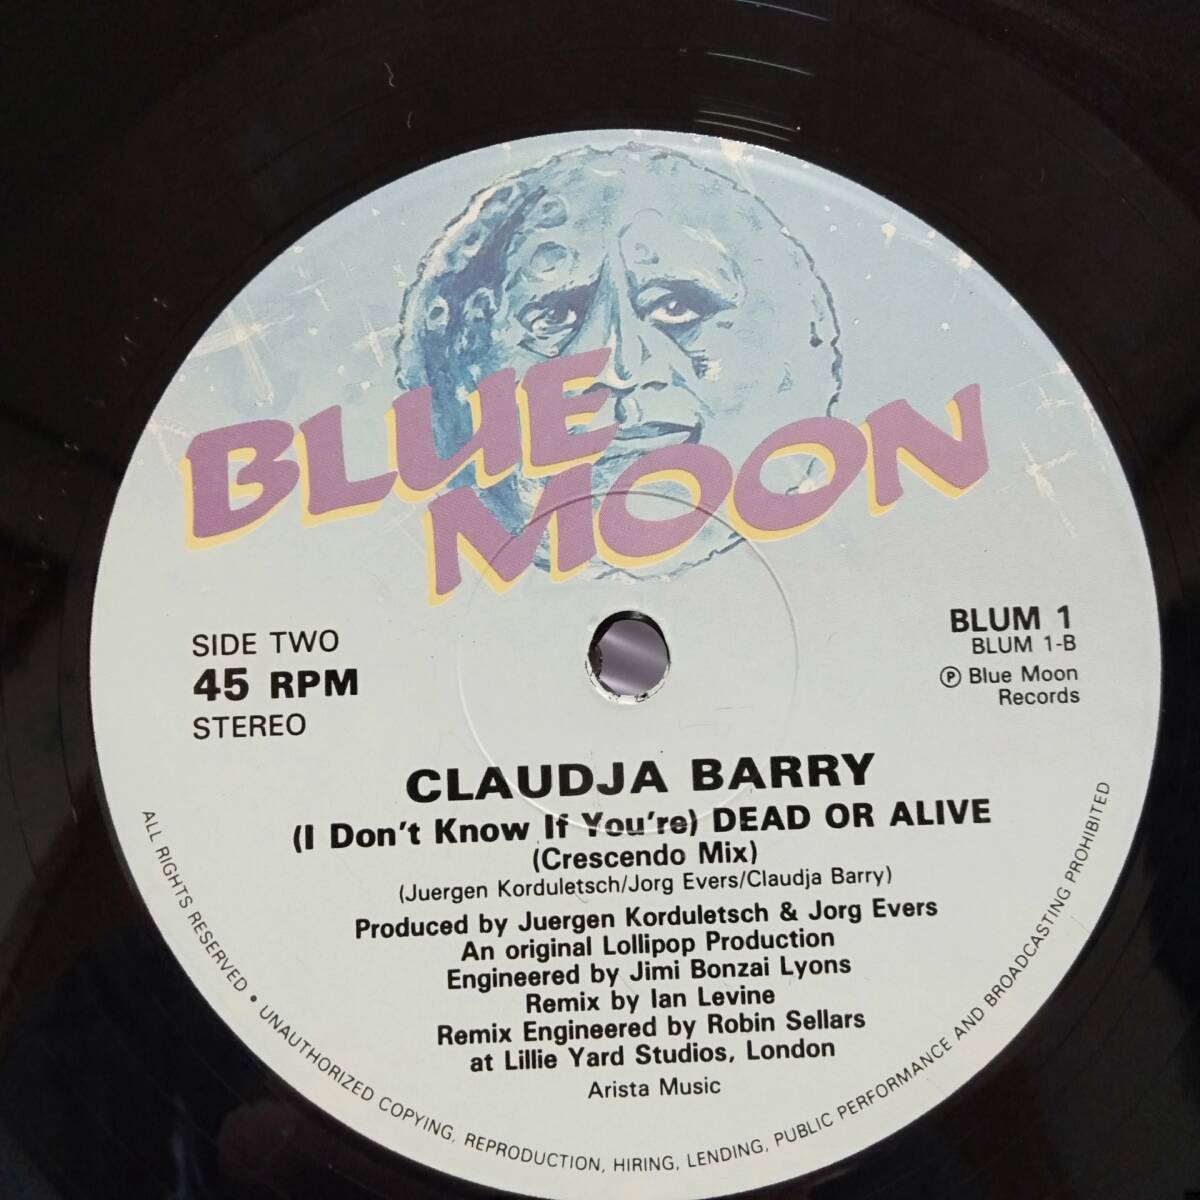 BLUE
MOON
SIDE TWO
45 RPM
STEREO
BLUM 1
BLUM 1-B
℗ Blue Moon
Records
CLAUDJA BARRY
(I Don't Know If You're) DEAD OR ALIVE
(Crescendo Mix)
(Juergen Korduletsch/Jorg Evers/Claudja Barry)
Produced by Juergen Korduletsch & Jorg Evers
An original Lollipop Production
Engineered by Jimi Bonzai Lyons
Remix by Ian Levine
Remix Engineered by Robin Sellars
at Lillie Yard Studios, London
Arista Music
ALL RIGHTS RESERVED • UNAUTHORIZED COPYING, REPRODUCTION, HIRING, LENDING, PUBLIC PERFORMANCE AND BROADCASTING PROHIBITED